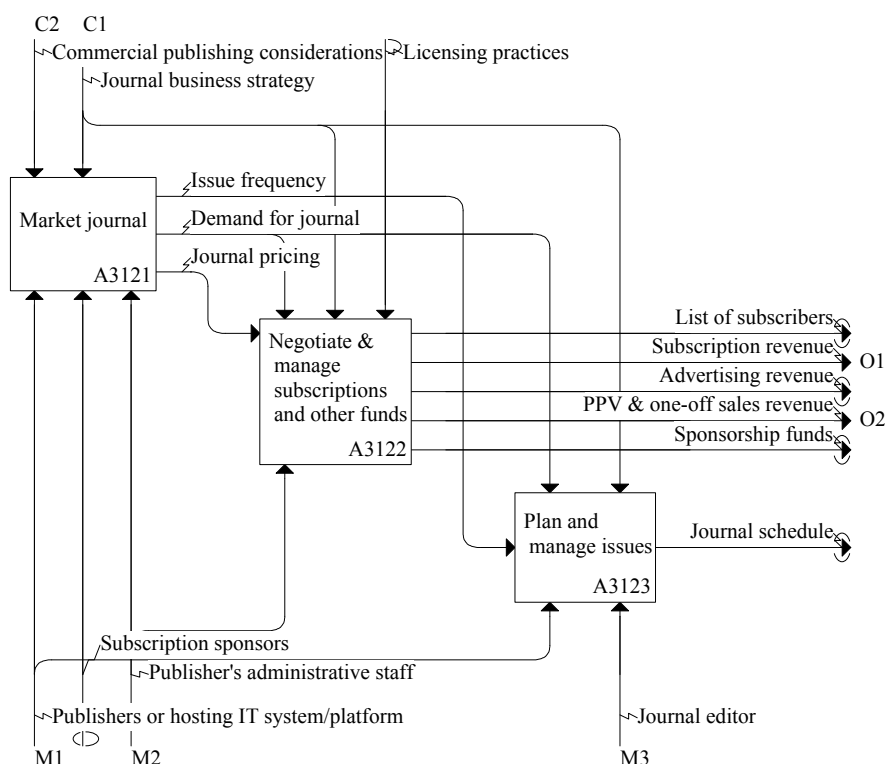 C2 C1
Commercial publishing considerations
Licensing practices
Journal business strategy
Issue frequency
Market journal
Demand for journal
Journal pricing
A3121
List of subscribers
Negotiate &
manage
subscriptions
and other funds
A3122
Subscription revenue
O1
Advertising revenue
PPV & one-off sales revenue
O2
Sponsorship funds
Plan and
manage issues
A3123
Journal schedule
Subscription sponsors
Publisher's administrative staff
Publishers or hosting IT system/platform
Journal editor
M1
M2
M3